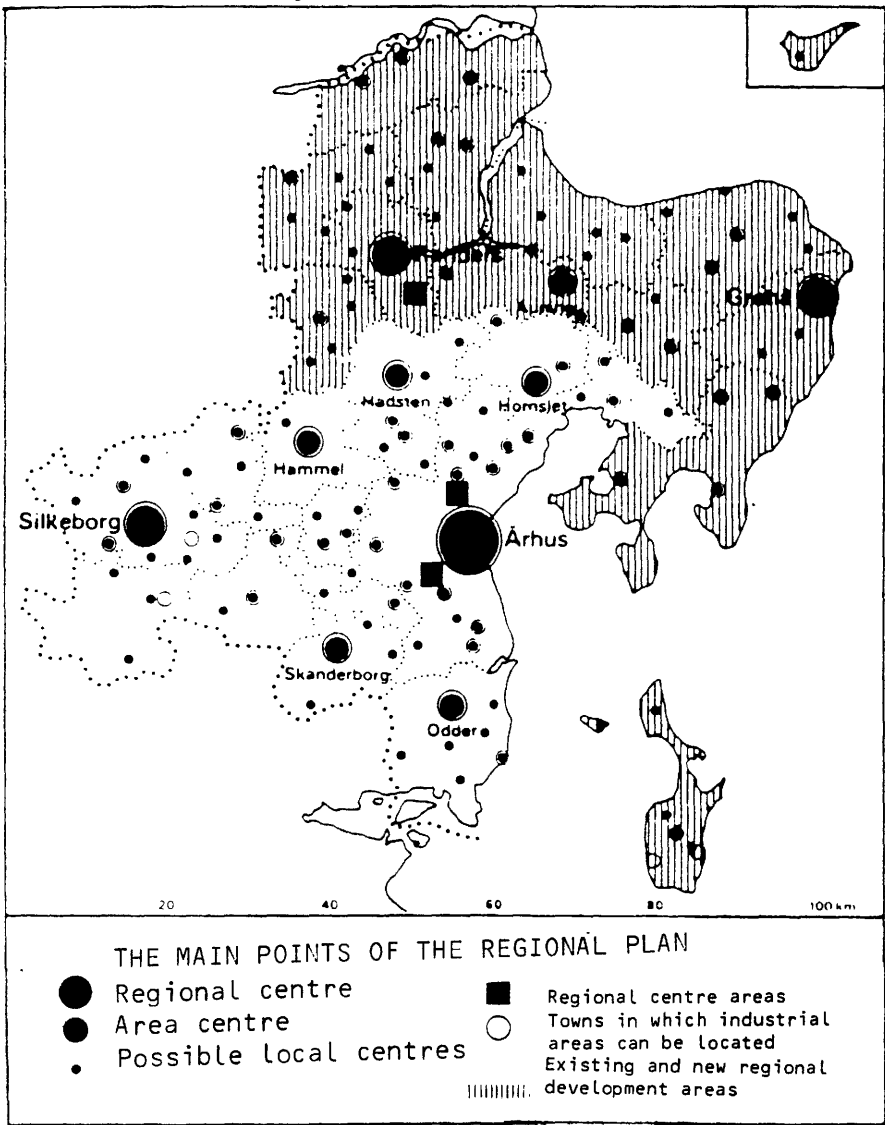 Hadsten
Homslet
Hammel
Silkeborg
Århus
Skanderborg
Odder
20 40 60 80 100 km
THE MAIN POINTS OF THE REGIONAL PLAN
Regional centre
Area centre
Possible local centres
Regional centre areas
Towns in which industrial
areas can be located
Existing and new regional
development areas